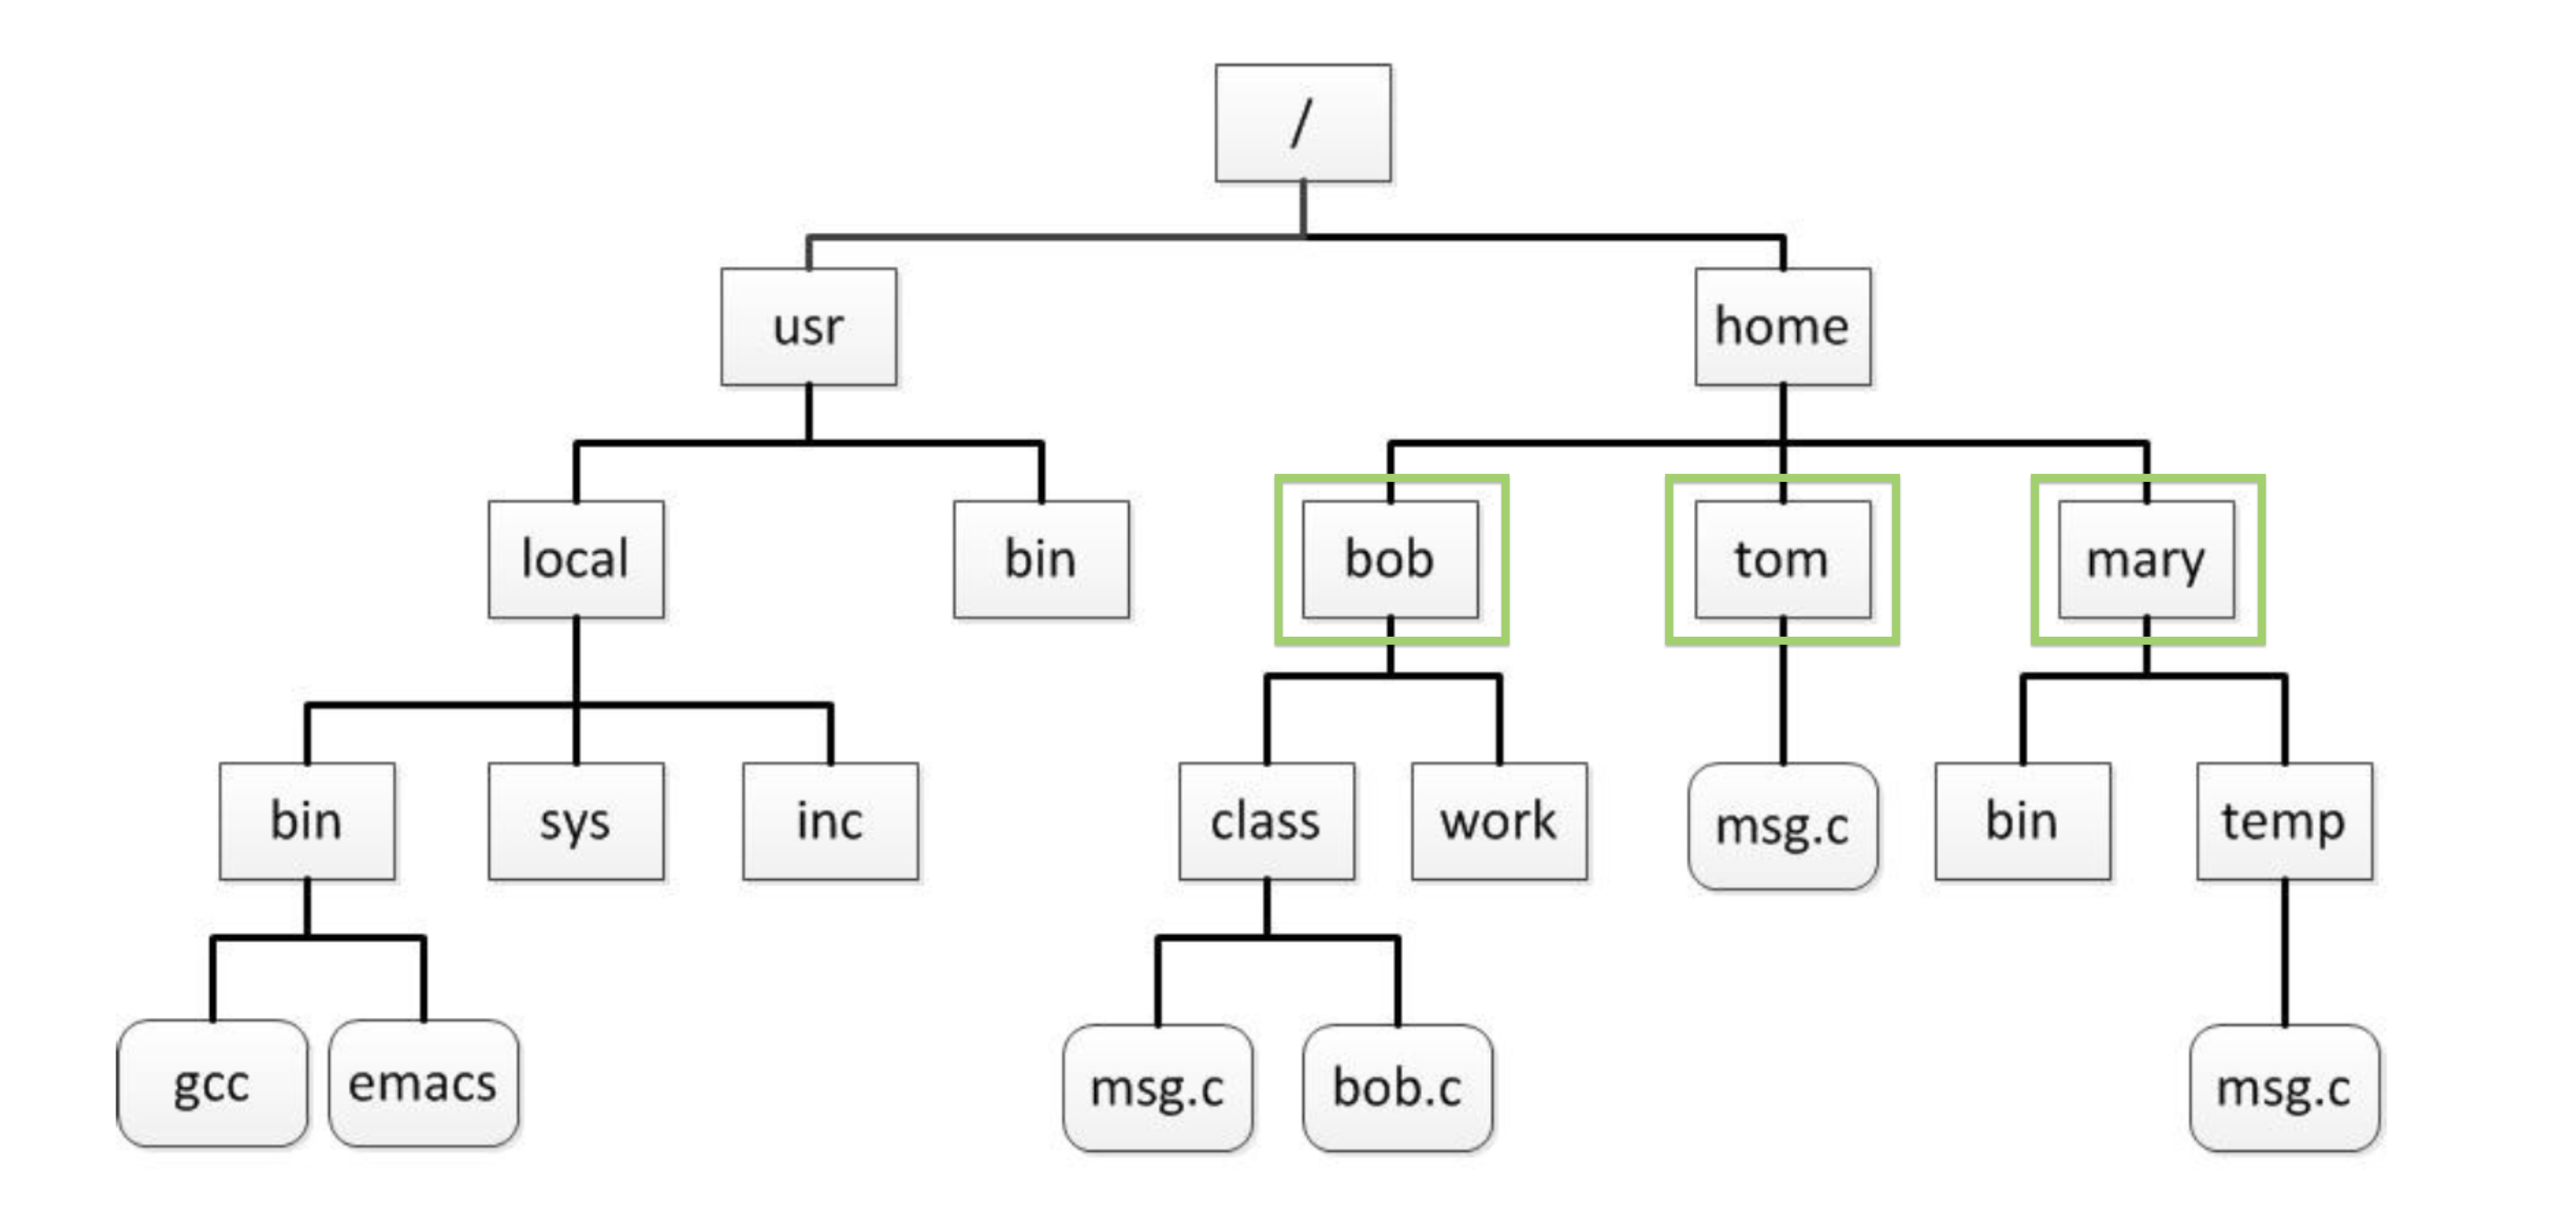 /
usr
home
local
bin
bob
tom
mary
bin
sys
inc
class
work
msg.c
bin
temp
gcc
emacs
msg.c
bob.c
msg.c